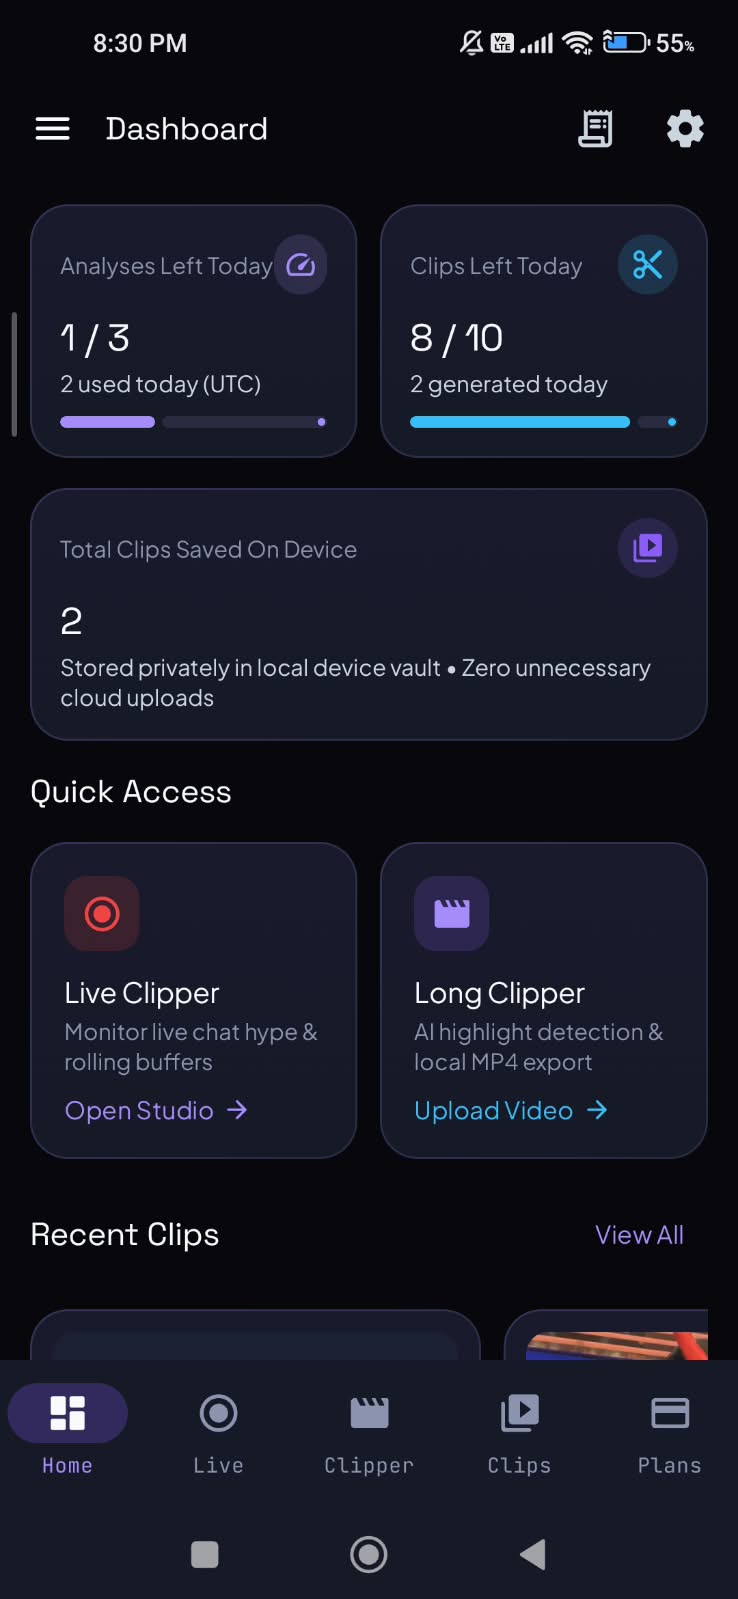 8:30 PM
Vo LTE
55%
Dashboard
Analyses Left Today
1 / 3
2 used today (UTC)
Clips Left Today
8 / 10
2 generated today
Total Clips Saved On Device
2
Stored privately in local device vault • Zero unnecessary
cloud uploads
Quick Access
Live Clipper
Monitor live chat hype &
rolling buffers
Open Studio →
Long Clipper
AI highlight detection &
local MP4 export
Upload Video →
Recent Clips
View All
Home
Live
Clipper
Clips
Plans